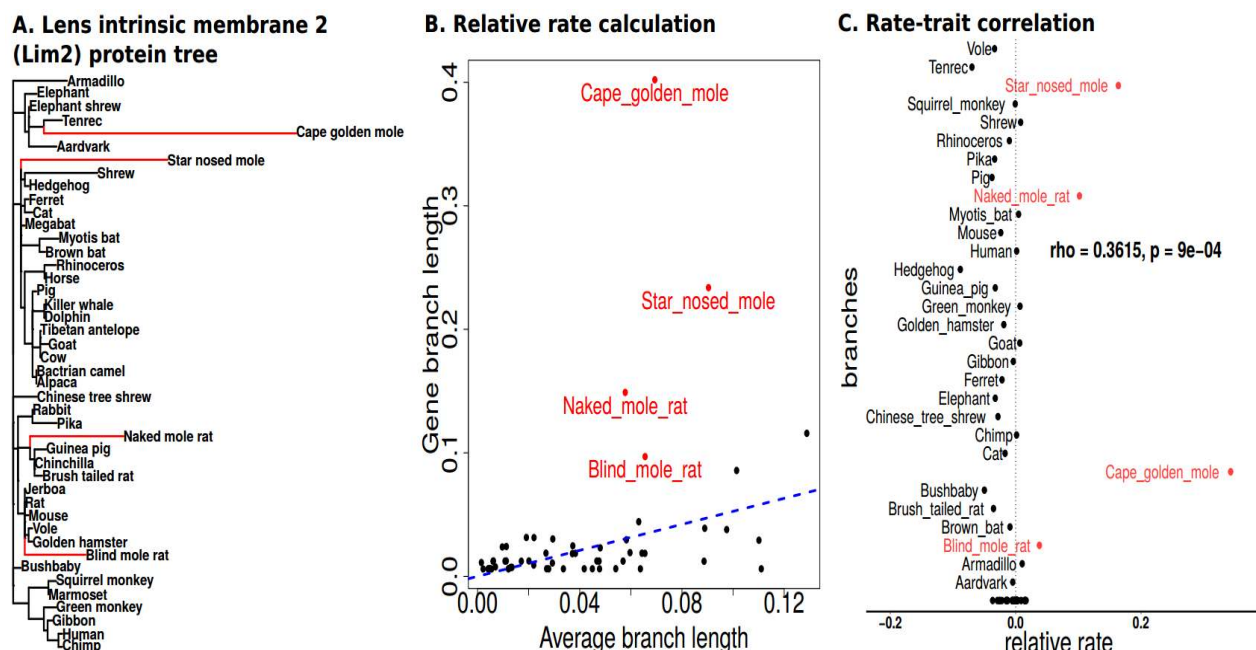 A. Lens intrinsic membrane 2
(Lim2) protein tree
Armadillo
Elephant
Elephant shrew
Tenrec
Cape golden mole
Aardvark
Star nosed mole
Shrew
Hedgehog
Ferret
Cat
Megabat
Myotis bat
Brown bat
Rhinoceros
Horse
Pig
Killer whale
Dolphin
Tibetan antelope
Goat
Cow
Bactrian camel
Alpaca
Chinese tree shrew
Rabbit
Pika
Naked mole rat
Guinea pig
Chinchilla
Brush tailed rat
Jerboa
Rat
Mouse
Vole
Golden hamster
Blind mole rat
Bushbaby
Squirrel monkey
Marmoset
Green monkey
Gibbon
Human
Chimp
B. Relative rate calculation
Gene branch length
0.4
0.3
0.2
0.1
0.0
Cape_golden_mole
Star_nosed_mole
Naked_mole_rat
Blind_mole_rat
0.00 0.04 0.08 0.12
Average branch length
C. Rate-trait correlation
branches
Vole
Tenrec
Star_nosed_mole
Squirrel_monkey
Shrew
Rhinoceros
Pika
Pig
Naked_mole_rat
Myotis_bat
Mouse
Human
rho = 0.3615, p = 9e−04
Hedgehog
Guinea_pig
Green_monkey
Golden_hamster
Goat
Gibbon
Ferret
Elephant
Chinese_tree_shrew
Chimp
Cat
Cape_golden_mole
Bushbaby
Brush_tailed_rat
Brown_bat
Blind_mole_rat
Armadillo
Aardvark
−0.2 0.0 0.2
relative rate